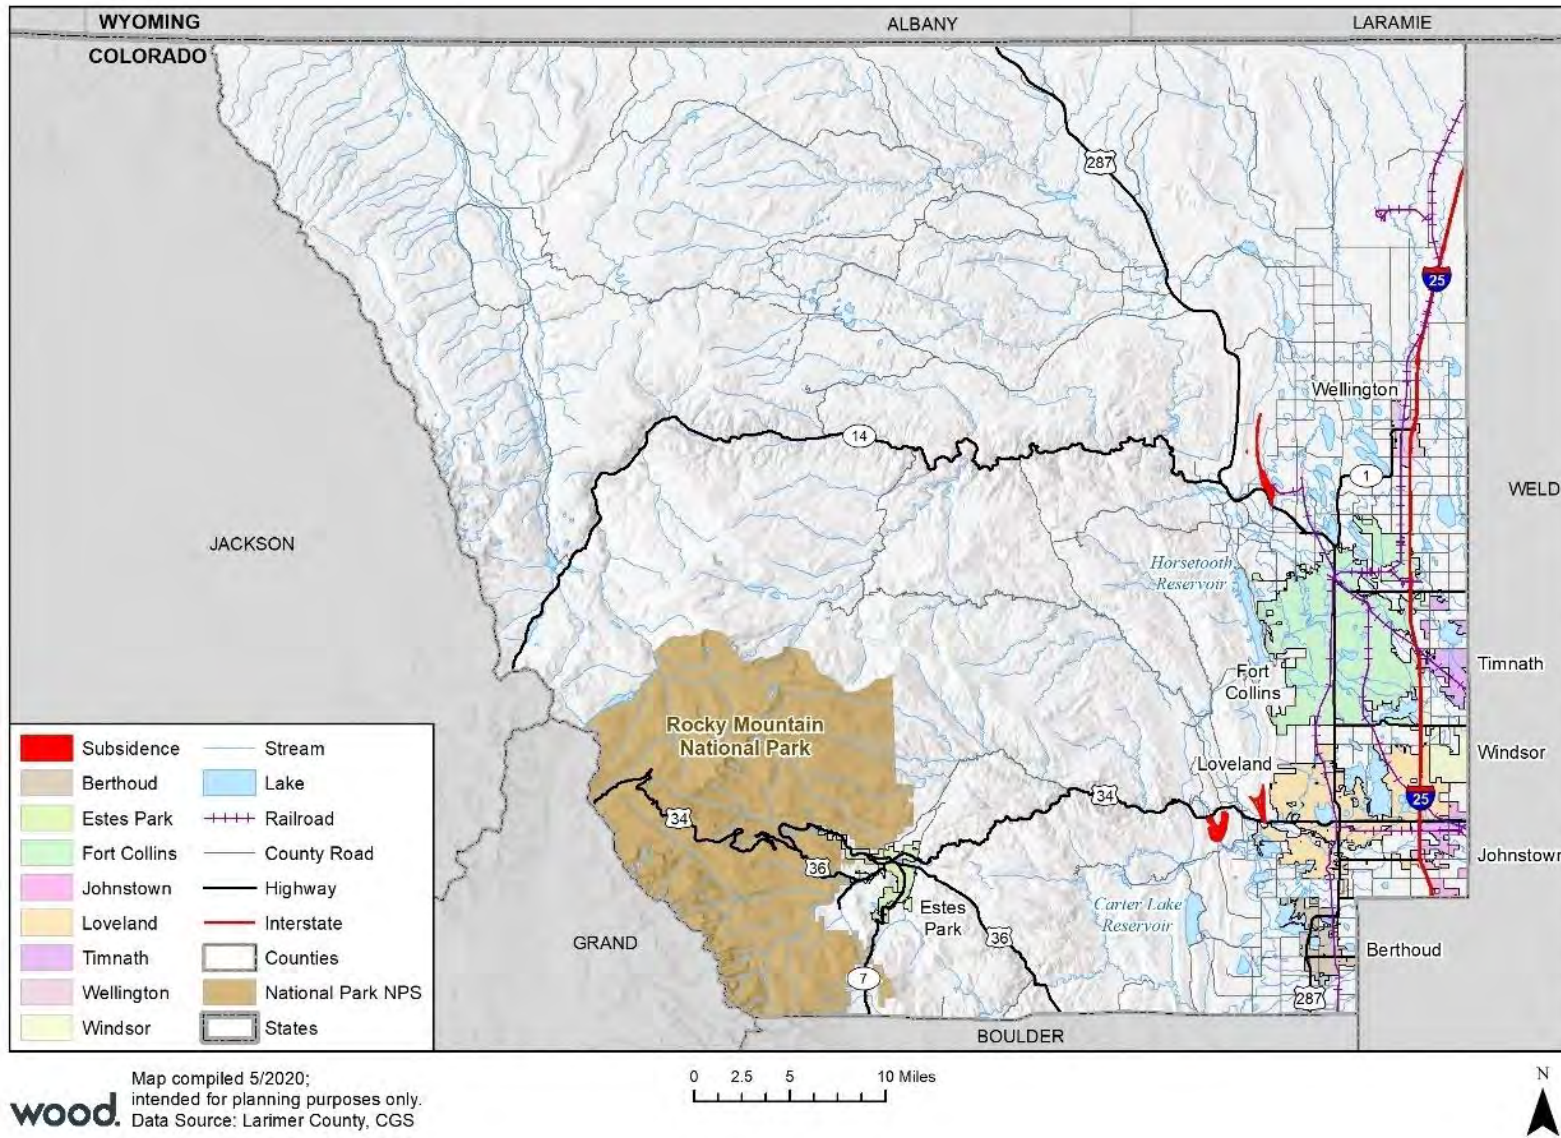 WYOMING
ALBANY
LARAMIE
COLORADO
287
25
Wellington
14
1
WELD
JACKSON
Horsetooth
Reservoir
Fort
Collins
Timnath
Rocky Mountain
National Park
Windsor
Loveland
34
25
34
36
Johnstown
Estes
Park
Carter Lake
Reservoir
36
GRAND
Berthoud
7
287
BOULDER
Subsidence
Berthoud
Estes Park
Fort Collins
Johnstown
Loveland
Timnath
Wellington
Windsor
Stream
Lake
Railroad
County Road
Highway
Interstate
Counties
National Park NPS
States
wood.
Map compiled 5/2020;
intended for planning purposes only.
Data Source: Larimer County, CGS
0 2.5 5 10 Miles
N